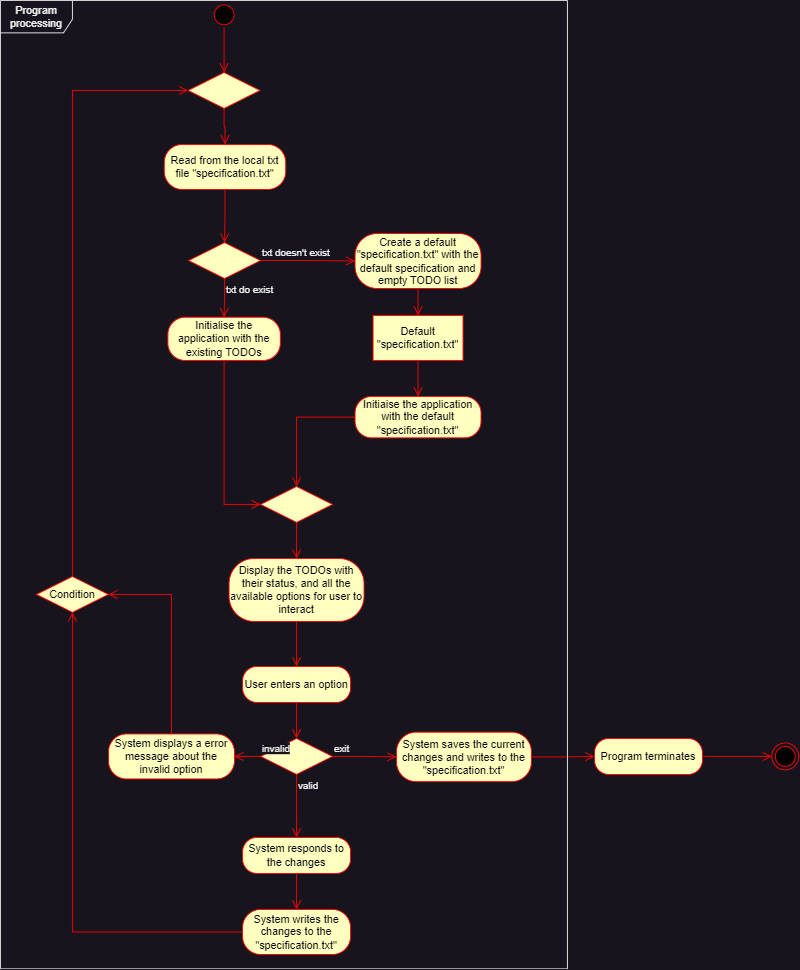 Program
processing
Read from the local txt
file "specification.txt"
txt doesn't exist
Create a default
"specification.txt" with the
default specification and
empty TODO list
txt do exist
Initialise the
application with the
existing TODOs
Default
"specification.txt"
Initiaise the application
with the default
"specification.txt"
Display the TODOs with
their status, and all the
available options for user to
interact
Condition
User enters an option
System displays a error
message about the
invalid option
invalid
exit
System saves the current
changes and writes to the
"specification.txt"
Program terminates
valid
System responds to
the changes
System writes the
changes to the
"specification.txt"